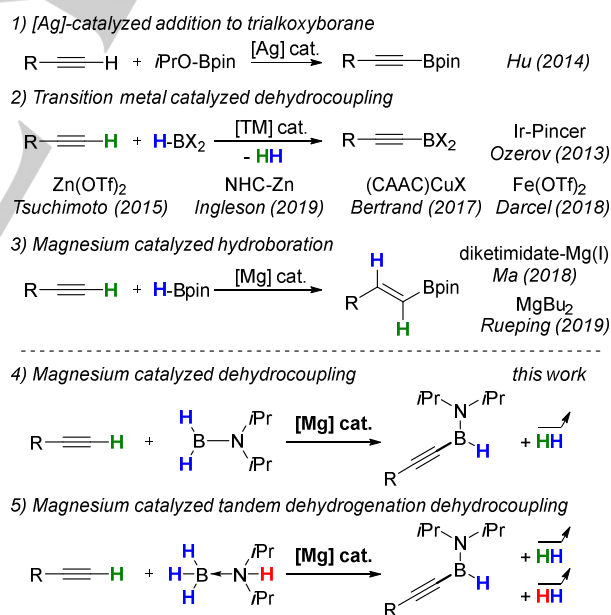 1) [Ag]-catalyzed addition to trialkoxyborane
R H + iPrO-Bpin [Ag] cat. R Bpin Hu (2014)
2) Transition metal catalyzed dehydrocoupling
R H + H-BX2 [TM] cat. - HH R BX2 Ir-Pincer
Ozerov (2013)
Zn(OTf)2 NHC-Zn (CAAC)CuX Fe(OTf)2
Tsuchimoto (2015) Ingleson (2019) Bertrand (2017) Darcel (2018)
3) Magnesium catalyzed hydroboration
diketimidate-Mg(I)
Ma (2018)
R H + H-Bpin [Mg] cat. H R Bpin H
MgBu2
Rueping (2019)
4) Magnesium catalyzed dehydrocoupling this work
R H + H B H N iPr iPr [Mg] cat. iPr iPr N B H R + HH
5) Magnesium catalyzed tandem dehydrogenation dehydrocoupling
R H + H H B H N H iPr iPr [Mg] cat. iPr iPr N B H R + HH
+ HH